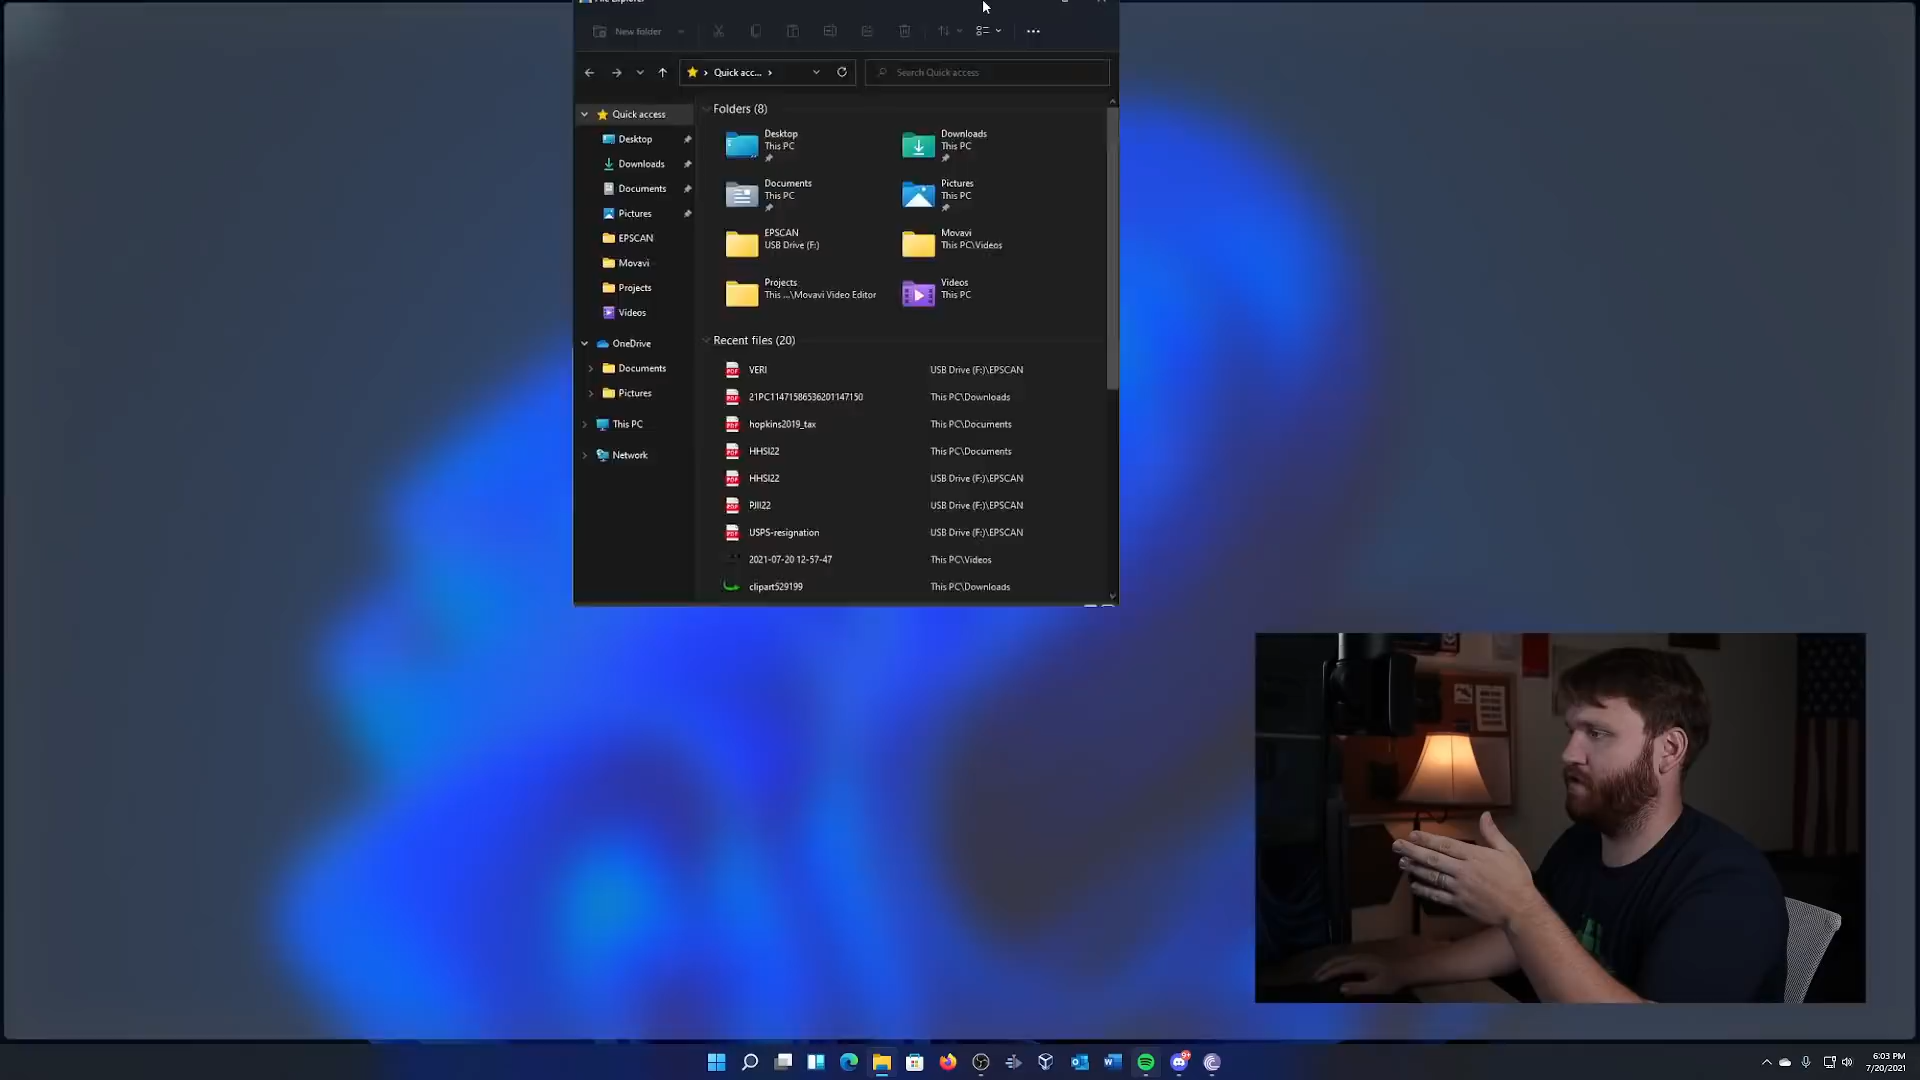 File Explorer
New folder
Quick acc...
Search Quick access
Quick access
Desktop
Downloads
Documents
Pictures
EPSCAN
Movavi
Projects
Videos
OneDrive
Documents
Pictures
This PC
Network
Folders (8)
Desktop
This PC
Downloads
This PC
Documents
This PC
Pictures
This PC
EPSCAN
USB Drive (F:)
Movavi
This PC\Videos
Projects
This ...\Movavi Video Editor
Videos
This PC
Recent files (20)
VERI USB Drive (F:)\EPSCAN
21PC11471586536201147150 This PC\Downloads
hopkins2019_tax This PC\Documents
HHSI22 This PC\Documents
HHSI22 USB Drive (F:)\EPSCAN
PJII22 USB Drive (F:)\EPSCAN
USPS-resignation USB Drive (F:)\EPSCAN
2021-07-20 12-57-47 This PC\Videos
clipart529199 This PC\Downloads
6:03 PM
7/20/2021